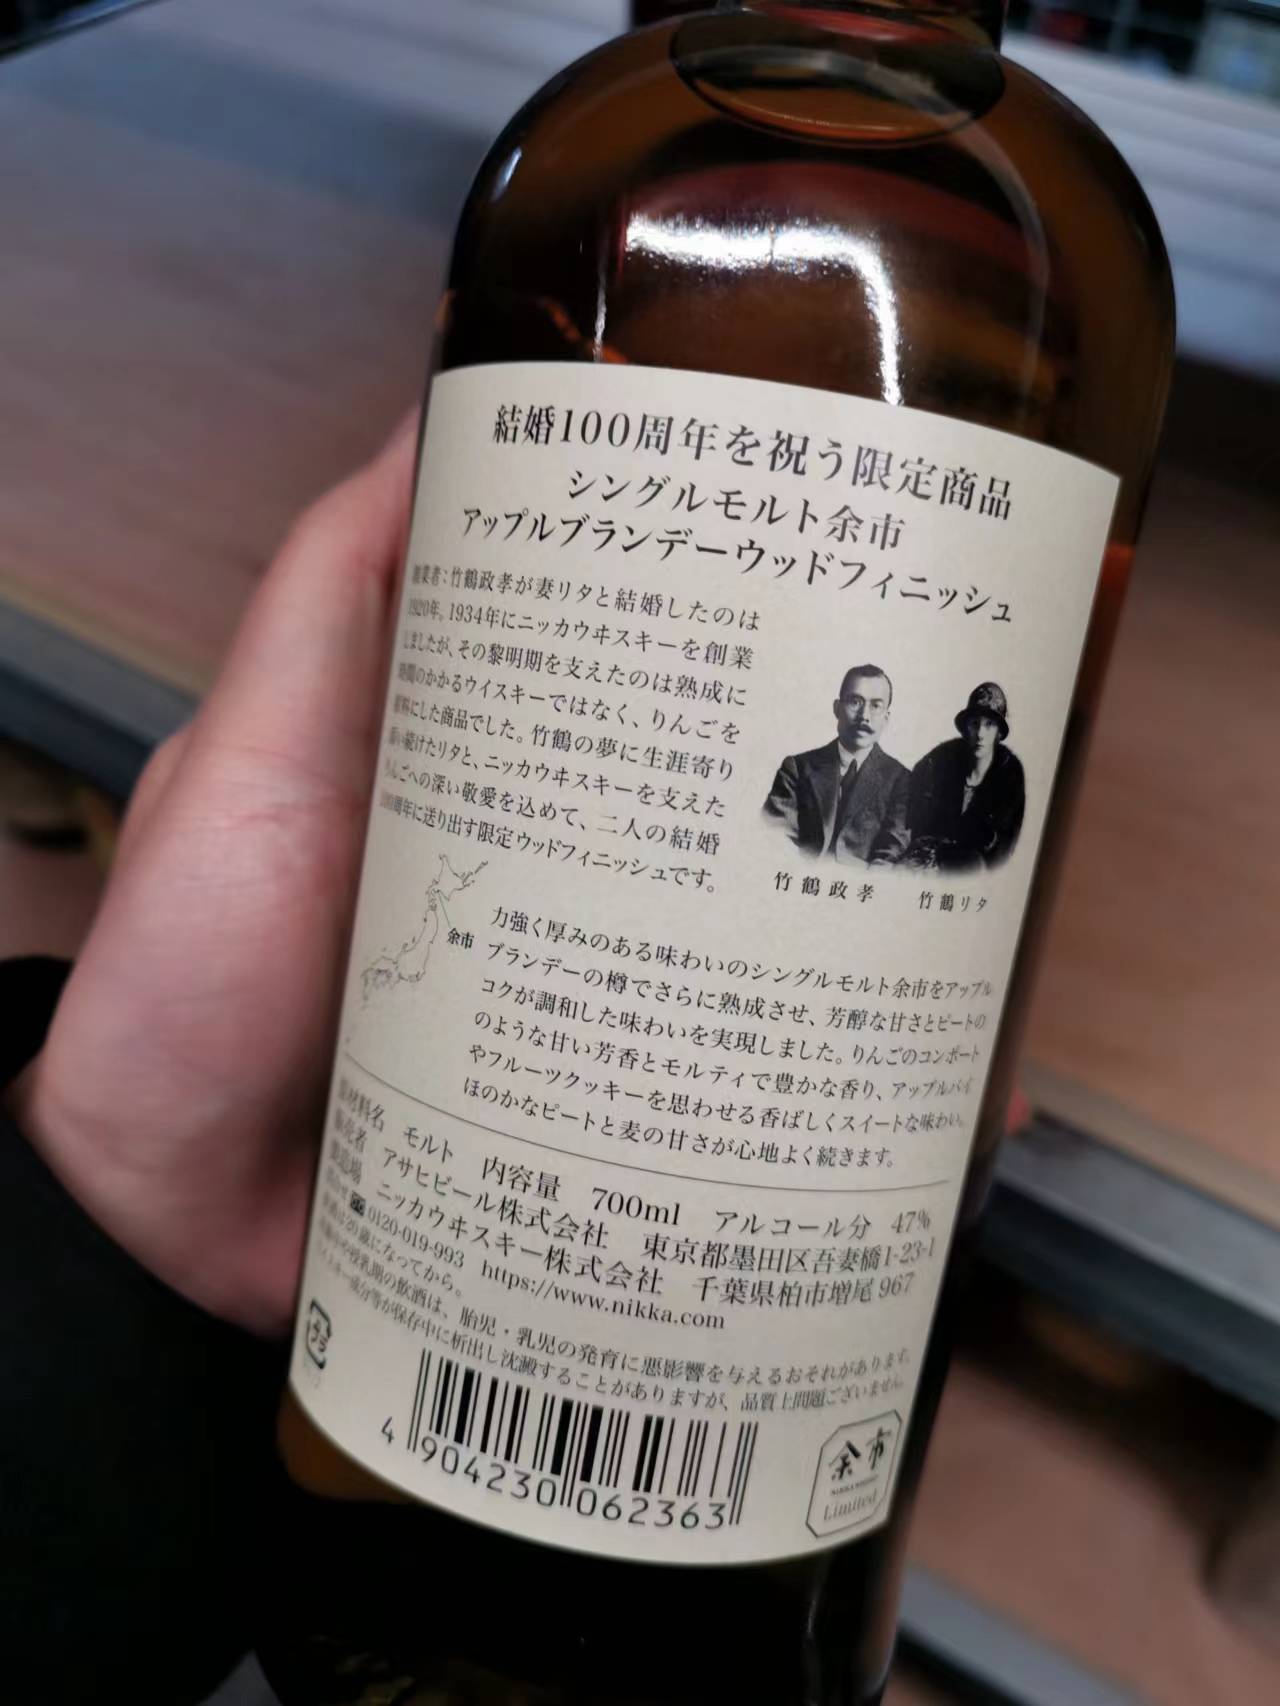 結婚100周年を祝う限定商品
シングルモルト余市
アップルブランデーウッドフィニッシュ
創業者:竹鶴政孝が妻リタと結婚したのは
1920年。1934年にニッカウヰスキーを創業
しましたが、その黎明期を支えたのは熟成に
時間のかかるウイスキーではなく、りんごを
原料にした商品でした。竹鶴の夢に生涯寄り
添い続けたリタと、ニッカウヰスキーを支えた
りんごへの深い敬愛を込めて、二人の結婚
100周年に送り出す限定ウッドフィニッシュです。
竹鶴政孝
竹鶴リタ
余市
力強く厚みのある味わいのシングルモルト余市をアップル
ブランデーの樽でさらに熟成させ、芳醇な甘さとピートの
コクが調和した味わいを実現しました。りんごのコンポート
のような甘い芳香とモルティで豊かな香り、アップルパイ
やフルーツクッキーを思わせる香ばしくスイートな味わい。
ほのかなピートと麦の甘さが心地よく続きます。
原材料名 モルト 内容量 700ml アルコール分 47%
販売者 アサヒビール株式会社 東京都墨田区吾妻橋1-23-1
製造場 ニッカウヰスキー株式会社 千葉県柏市増尾967
0120-019-993 https://www.nikka.com
飲酒は20歳になってから。
妊娠中や授乳期の飲酒は、胎児・乳児の発育に悪影響を与えるおそれがあります。
ウイスキー成分等が保存中に析出し沈澱することがありますが、品質上問題ございません。
4 904230 062363
余市
NIKKA WHISKY
Limited